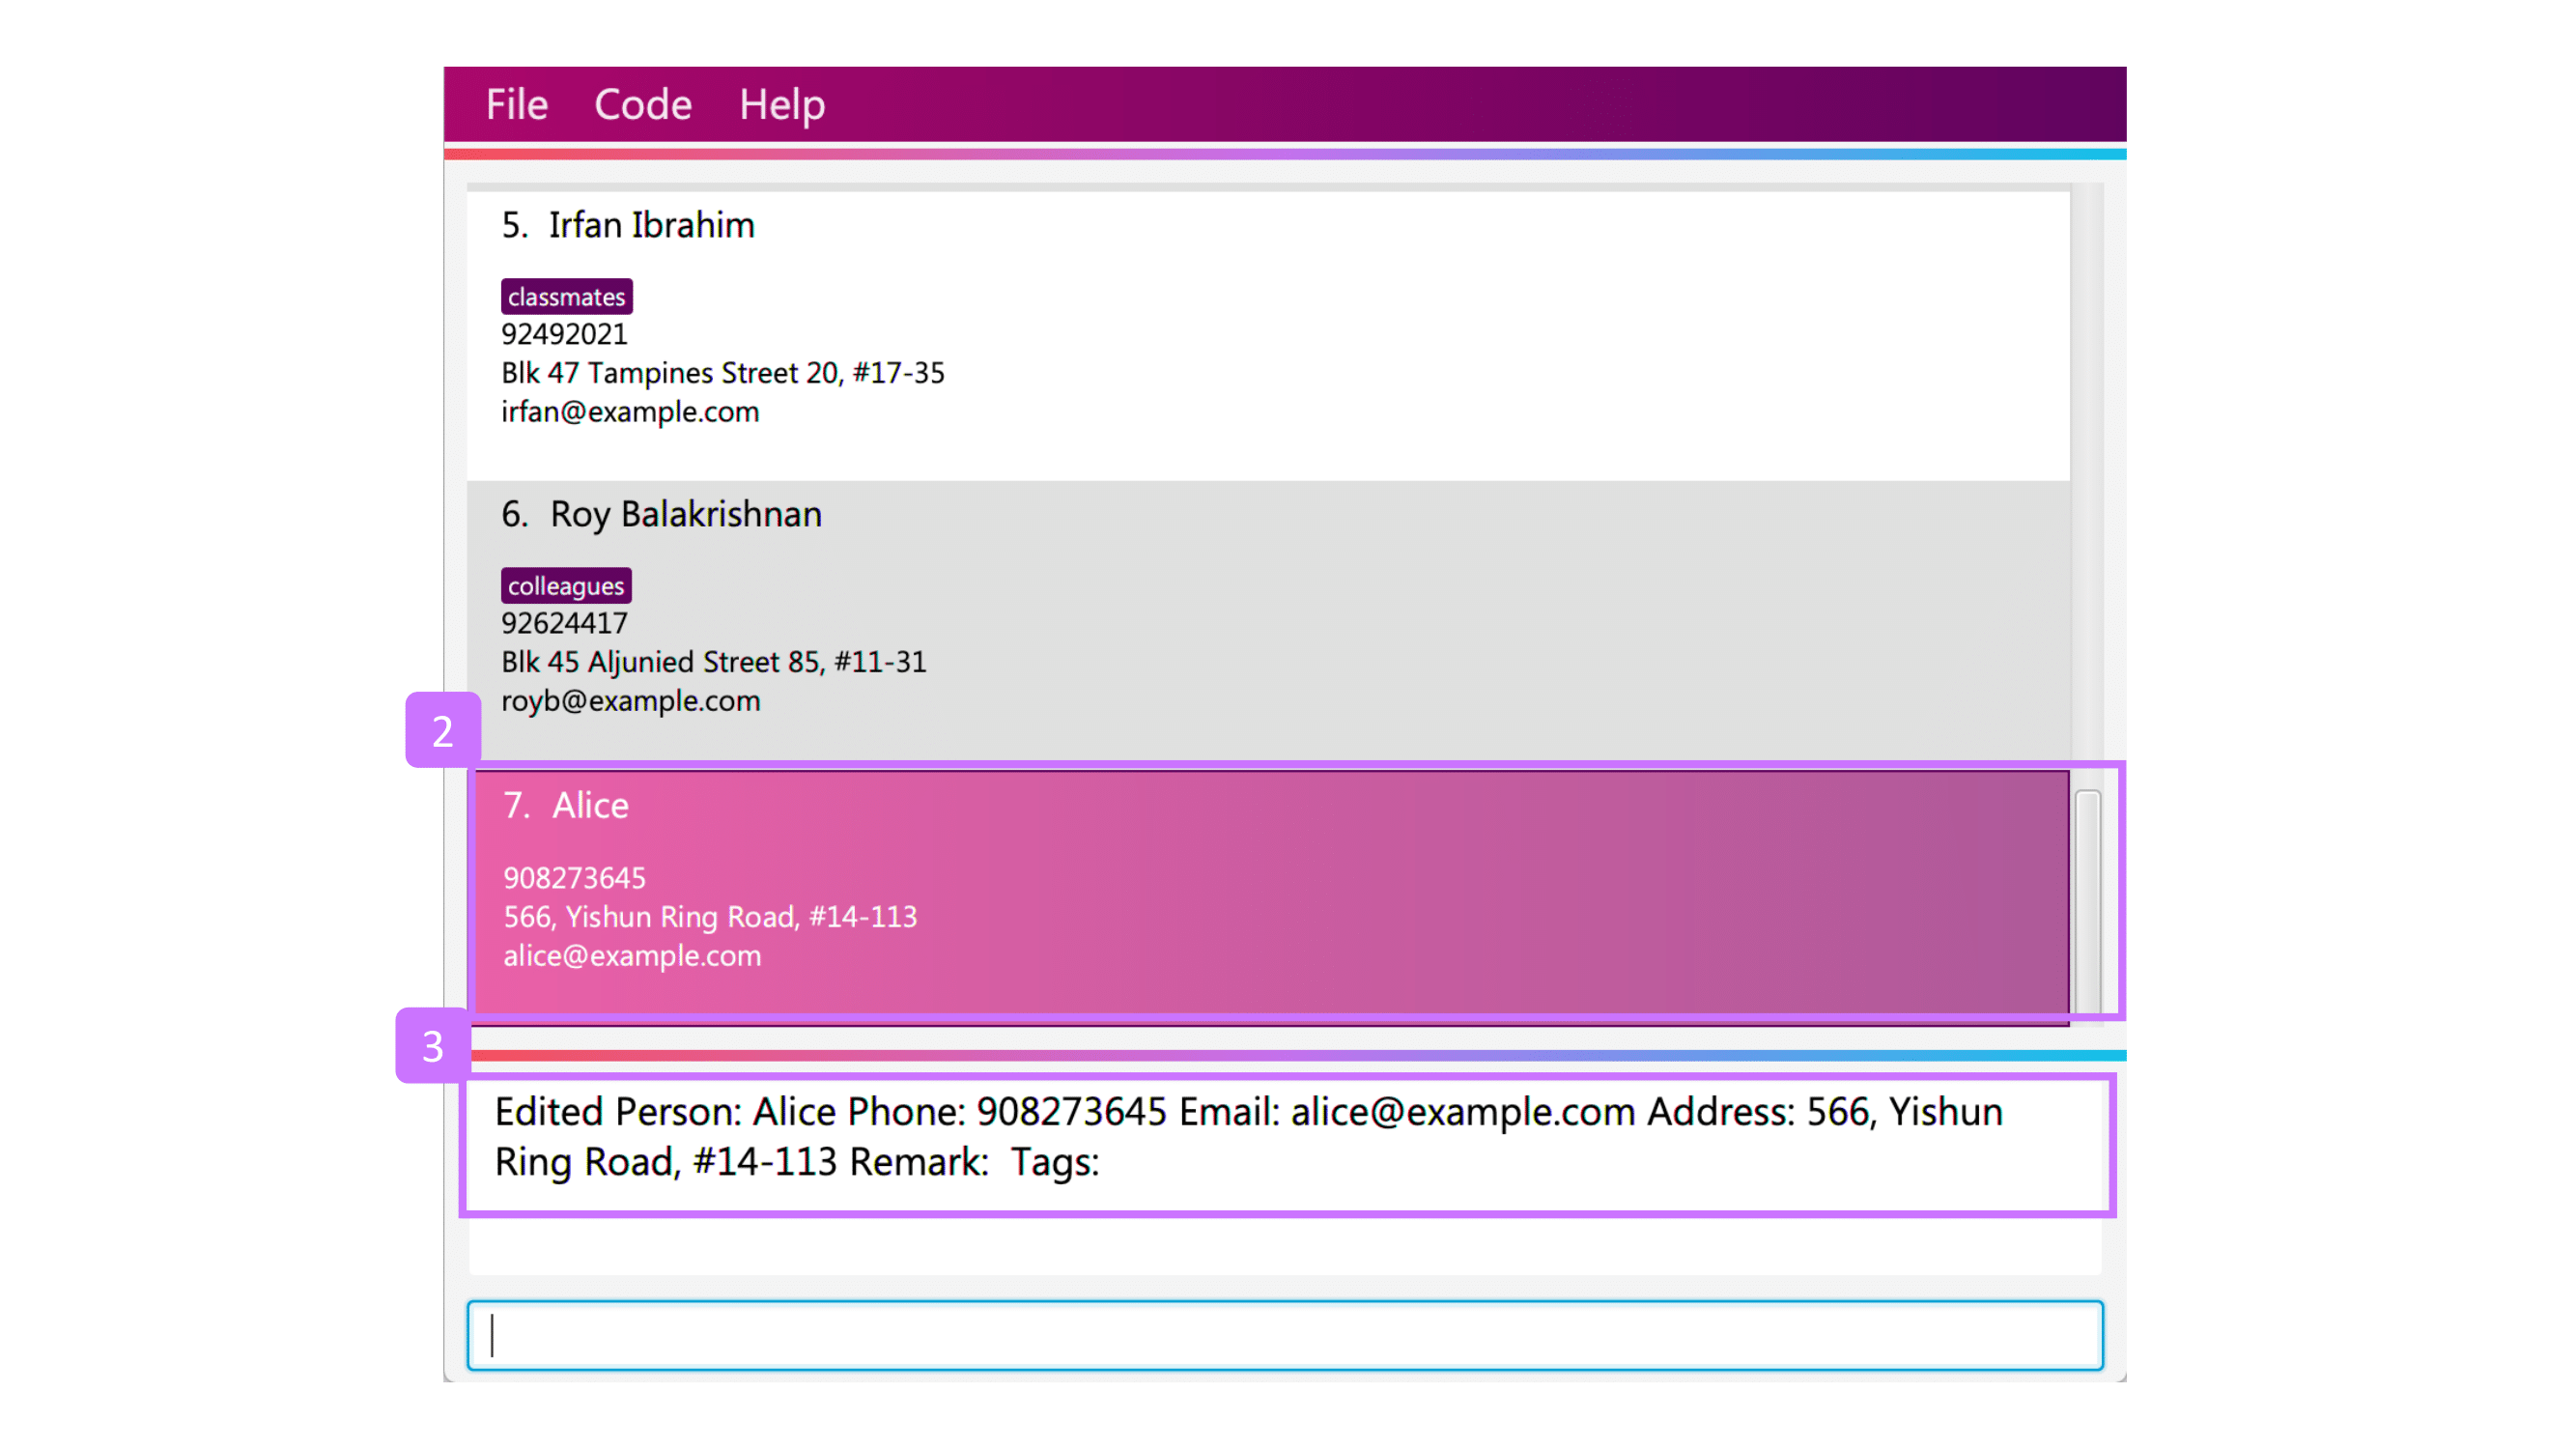 File Code Help
5. Irfan Ibrahim
classmates
92492021
Blk 47 Tampines Street 20, #17-35
irfan@example.com
6. Roy Balakrishnan
colleagues
92624417
Blk 45 Aljunied Street 85, #11-31
royb@example.com
2
7. Alice
908273645
566, Yishun Ring Road, #14-113
alice@example.com
3
Edited Person: Alice Phone: 908273645 Email: alice@example.com Address: 566, Yishun
Ring Road, #14-113 Remark:  Tags: